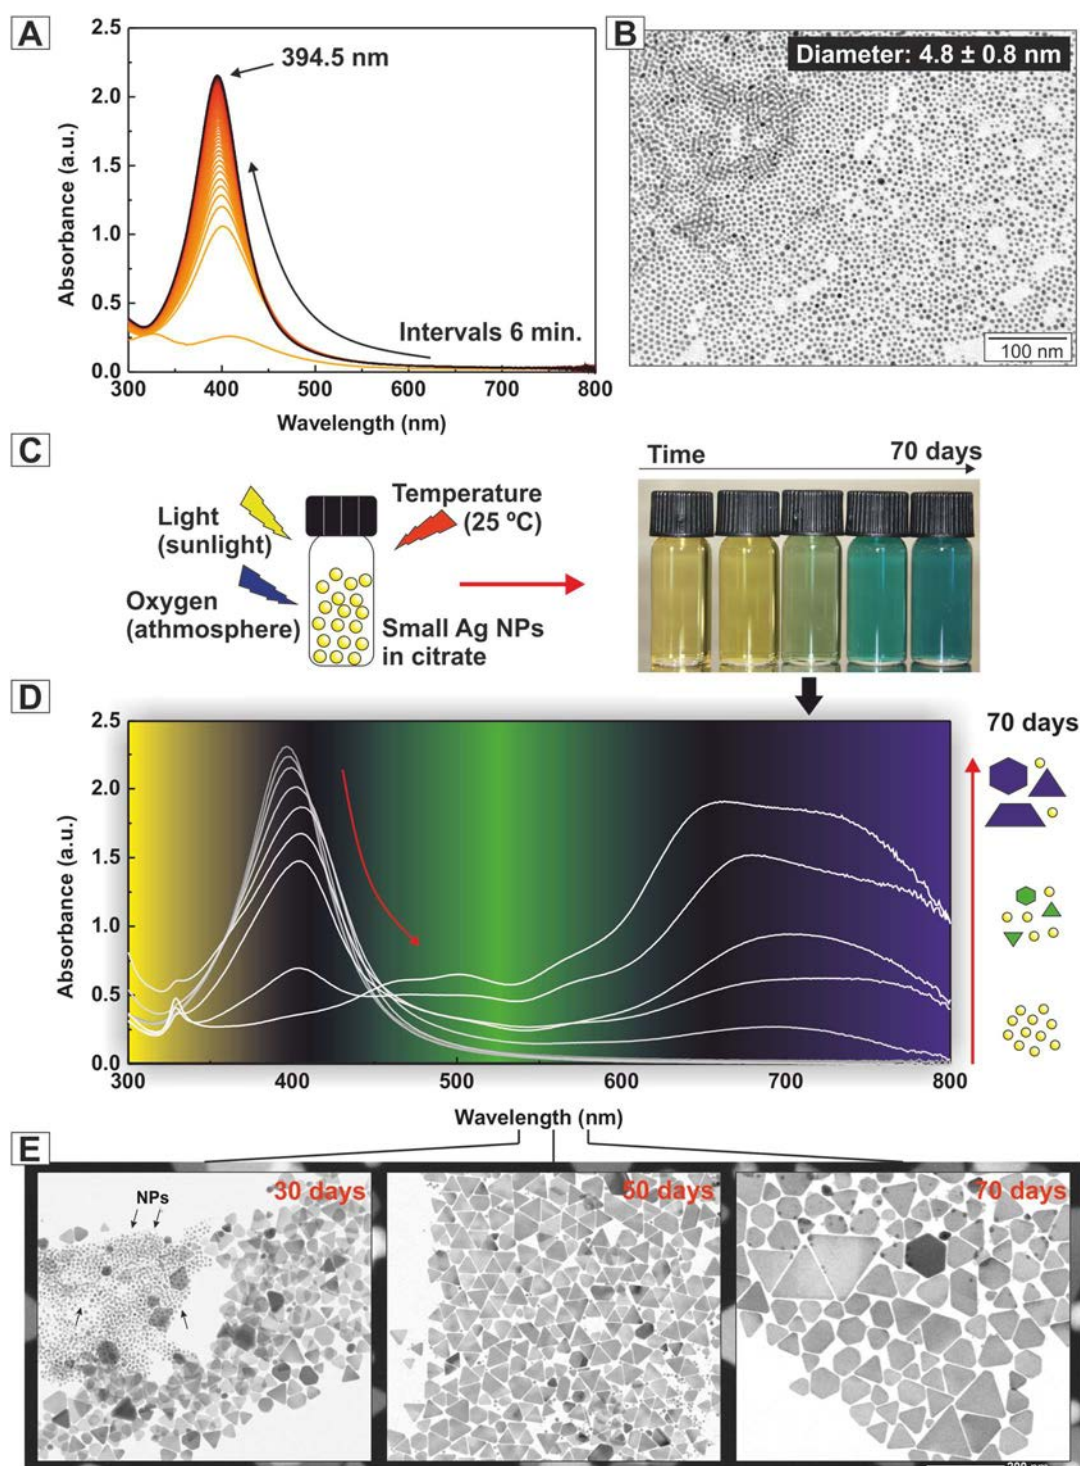 A
2.5
2.0
1.5
1.0
0.5
0.0
Absorbance (a.u.)
394.5 nm
Intervals 6 min.
300 400 500 600 700 800
Wavelength (nm)
B
Diameter: 4.8 ± 0.8 nm
100 nm
C
Light
(sunlight)
Temperature
(25 ºC)
Oxygen
(athmosphere)
Small Ag NPs
in citrate
Time 70 days
D
2.5
2.0
1.5
1.0
0.5
0.0
Absorbance (a.u.)
300 400 500 600 700 800
Wavelength (nm)
70 days
E
NPs
30 days
50 days
70 days